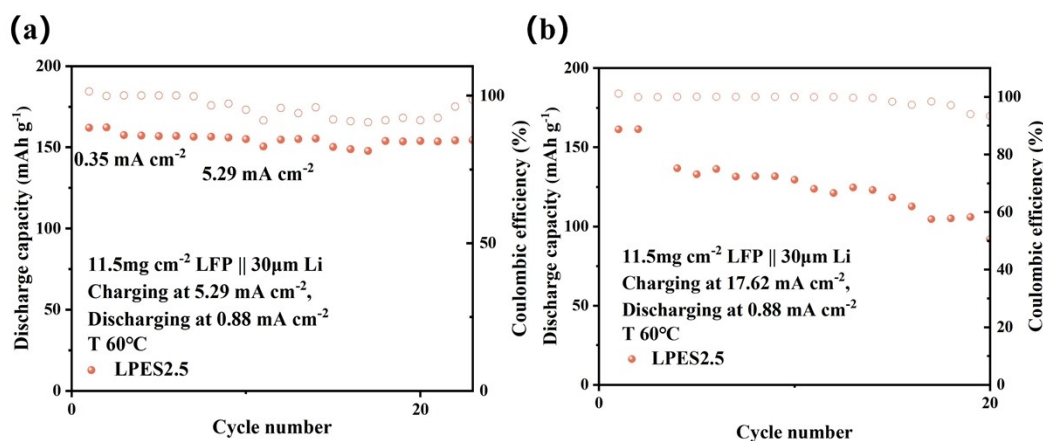 (a)
200
150
100
50
0
Discharge capacity (mAh g⁻¹)
0.35 mA cm⁻²
5.29 mA cm⁻²
11.5mg cm⁻² LFP || 30μm Li
Charging at 5.29 mA cm⁻²,
Discharging at 0.88 mA cm⁻²
T 60℃
LPES2.5
100
50
0
Coulombic efficiency (%)
0
20
Cycle number
(b)
200
150
100
50
0
Discharge capacity (mAh g⁻¹)
11.5mg cm⁻² LFP || 30μm Li
Charging at 17.62 mA cm⁻²,
Discharging at 0.88 mA cm⁻²
T 60℃
LPES2.5
100
80
60
40
20
0
Coulombic efficiency (%)
0
20
Cycle number